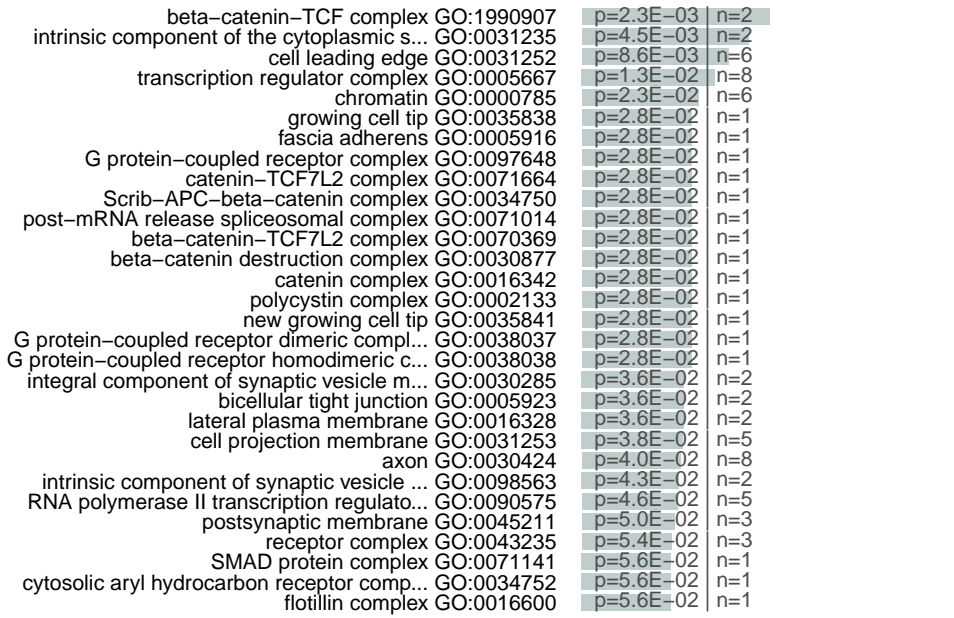 beta−catenin−TCF complex GO:1990907 p=2.3E−03 | n=2
intrinsic component of the cytoplasmic s... GO:0031235 p=4.5E−03 | n=2
cell leading edge GO:0031252 p=8.6E−03 | n=6
transcription regulator complex GO:0005667 p=1.3E−02 | n=8
chromatin GO:0000785 p=2.3E−02 | n=6
growing cell tip GO:0035838 p=2.8E−02 | n=1
fascia adherens GO:0005916 p=2.8E−02 | n=1
G protein−coupled receptor complex GO:0097648 p=2.8E−02 | n=1
catenin−TCF7L2 complex GO:0071664 p=2.8E−02 | n=1
Scrib−APC−beta−catenin complex GO:0034750 p=2.8E−02 | n=1
post−mRNA release spliceosomal complex GO:0071014 p=2.8E−02 | n=1
beta−catenin−TCF7L2 complex GO:0070369 p=2.8E−02 | n=1
beta−catenin destruction complex GO:0030877 p=2.8E−02 | n=1
catenin complex GO:0016342 p=2.8E−02 | n=1
polycystin complex GO:0002133 p=2.8E−02 | n=1
new growing cell tip GO:0035841 p=2.8E−02 | n=1
G protein−coupled receptor dimeric compl... GO:0038037 p=2.8E−02 | n=1
G protein−coupled receptor homodimeric c... GO:0038038 p=2.8E−02 | n=1
integral component of synaptic vesicle m... GO:0030285 p=3.6E−02 | n=2
bicellular tight junction GO:0005923 p=3.6E−02 | n=2
lateral plasma membrane GO:0016328 p=3.6E−02 | n=2
cell projection membrane GO:0031253 p=3.8E−02 | n=5
axon GO:0030424 p=4.0E−02 | n=8
intrinsic component of synaptic vesicle ... GO:0098563 p=4.3E−02 | n=2
RNA polymerase II transcription regulato... GO:0090575 p=4.6E−02 | n=5
postsynaptic membrane GO:0045211 p=5.0E−02 | n=3
receptor complex GO:0043235 p=5.4E−02 | n=3
SMAD protein complex GO:0071141 p=5.6E−02 | n=1
cytosolic aryl hydrocarbon receptor comp... GO:0034752 p=5.6E−02 | n=1
flotillin complex GO:0016600 p=5.6E−02 | n=1